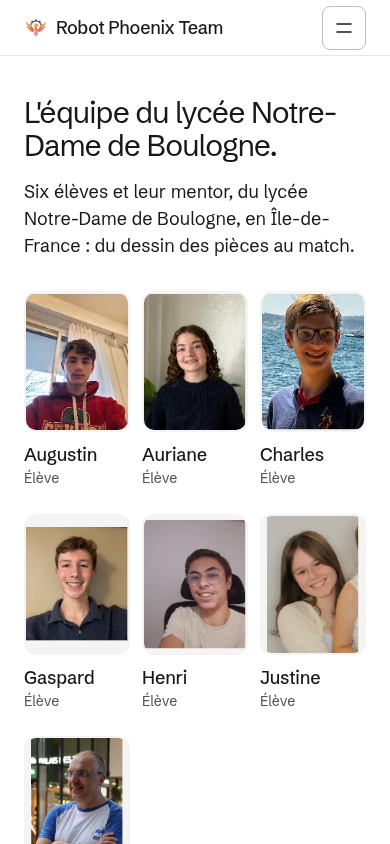 Robot Phoenix Team
L'équipe du lycée Notre-
Dame de Boulogne.
Six élèves et leur mentor, du lycée
Notre-Dame de Boulogne, en Île-de-
France : du dessin des pièces au match.
Augustin
Auriane
Charles
Élève
Élève
Élève
Gaspard
Henri
Justine
Élève
Élève
Élève